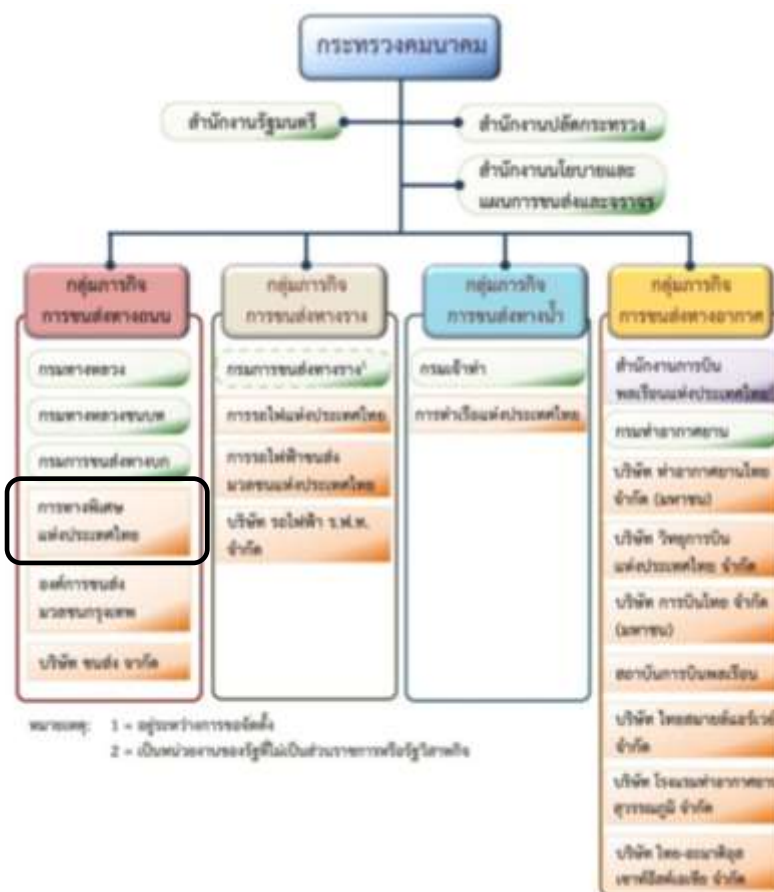 กระทรวงคมนาคม
สำนักงานรัฐมนตรี
สำนักงานปลัดกระทรวง
สำนักงานนโยบายและ
แผนการขนส่งและจราจร
กลุ่มภารกิจ
การขนส่งทางถนน
กรมทางหลวง
กรมทางหลวงชนบท
กรมการขนส่งทางบก
การทางพิเศษ
แห่งประเทศไทย
องค์การขนส่ง
มวลชนกรุงเทพ
บริษัท ขนส่ง จำกัด
กลุ่มภารกิจ
การขนส่งทางราง
กรมการขนส่งทางราง¹
การรถไฟแห่งประเทศไทย
การรถไฟฟ้าขนส่ง
มวลชนแห่งประเทศไทย
บริษัท รถไฟฟ้า ร.ฟ.ท.
จำกัด
กลุ่มภารกิจ
การขนส่งทางน้ำ
กรมเจ้าท่า
การท่าเรือแห่งประเทศไทย
กลุ่มภารกิจ
การขนส่งทางอากาศ
สำนักงานการบิน
พลเรือนแห่งประเทศไทย
กรมท่าอากาศยาน
บริษัท ท่าอากาศยานไทย
จำกัด (มหาชน)
บริษัท วิทยุการบิน
แห่งประเทศไทย จำกัด
บริษัท การบินไทย จำกัด
(มหาชน)
สถาบันการบินพลเรือน
บริษัท ไทยสมายล์แอร์เวย์
จำกัด
บริษัท โรงแรมท่าอากาศยาน
สุวรรณภูมิ จำกัด
บริษัท ไทย-อะมาดิอุส
เซาท์อีสต์เอเชีย จำกัด
หมายเหตุ: 1 = อยู่ระหว่างการขอจัดตั้ง
2 = เป็นหน่วยงานของรัฐที่ไม่เป็นส่วนราชการหรือรัฐวิสาหกิจ